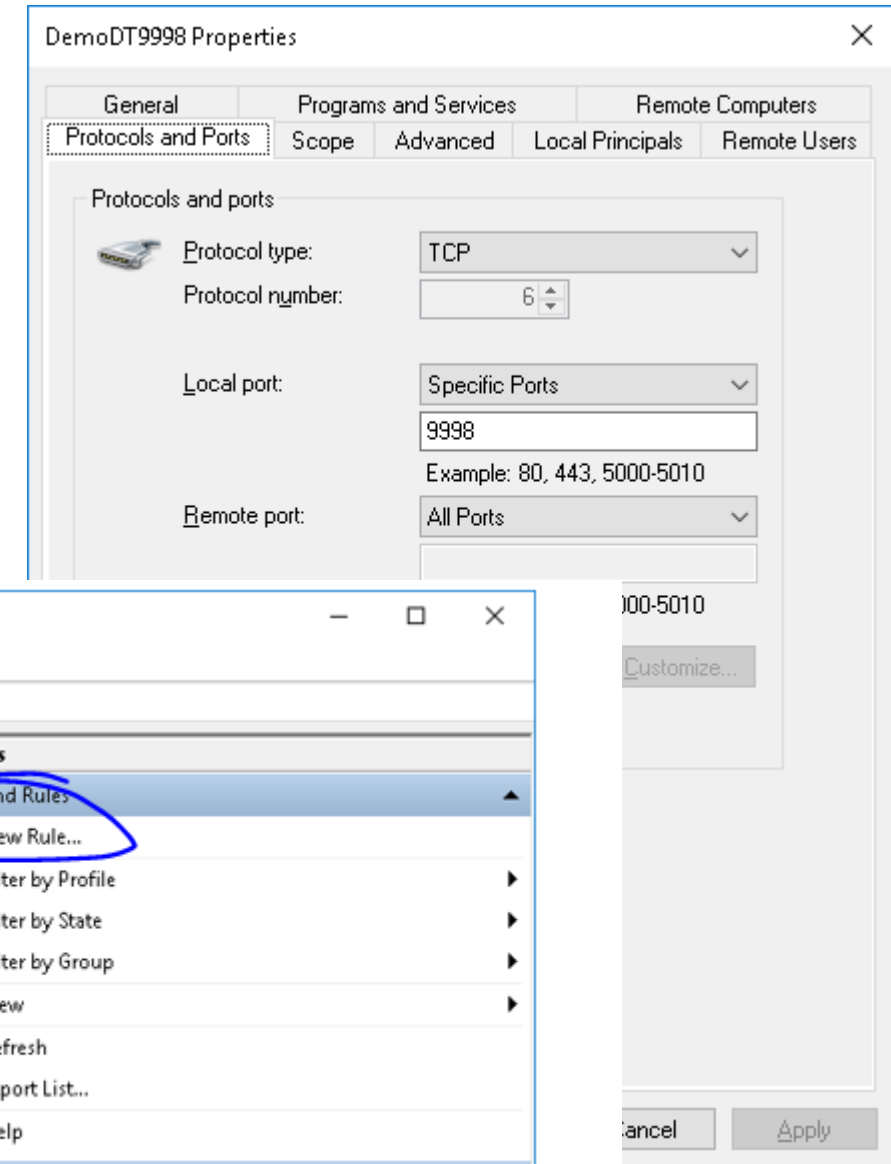 DemoDT9998 Properties
General Programs and Services Remote Computers
Protocols and Ports Scope Advanced Local Principals Remote Users
Protocols and ports
Protocol type: TCP
Protocol number: 6
Local port: Specific Ports
9998
Example: 80, 443, 5000-5010
Remote port: All Ports
000-5010
Customize...
s
nd Rules
ew Rule...
ter by Profile
ter by State
ter by Group
ew
efresh
port List...
elp
ancel Apply